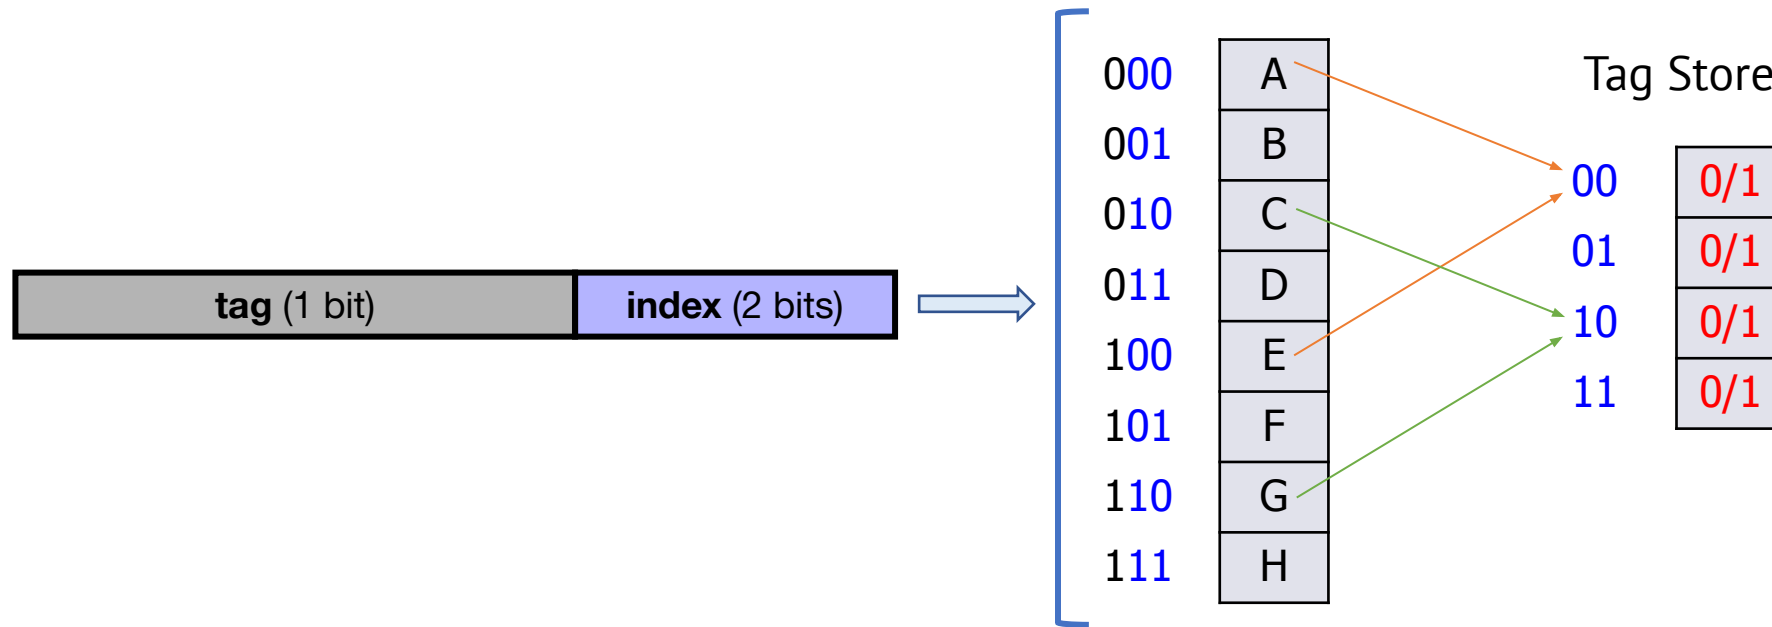 tag (1 bit) index (2 bits)
000 A
001 B
010 C
011 D
100 E
101 F
110 G
111 H
Tag Store
00 0/1
01 0/1
10 0/1
11 0/1